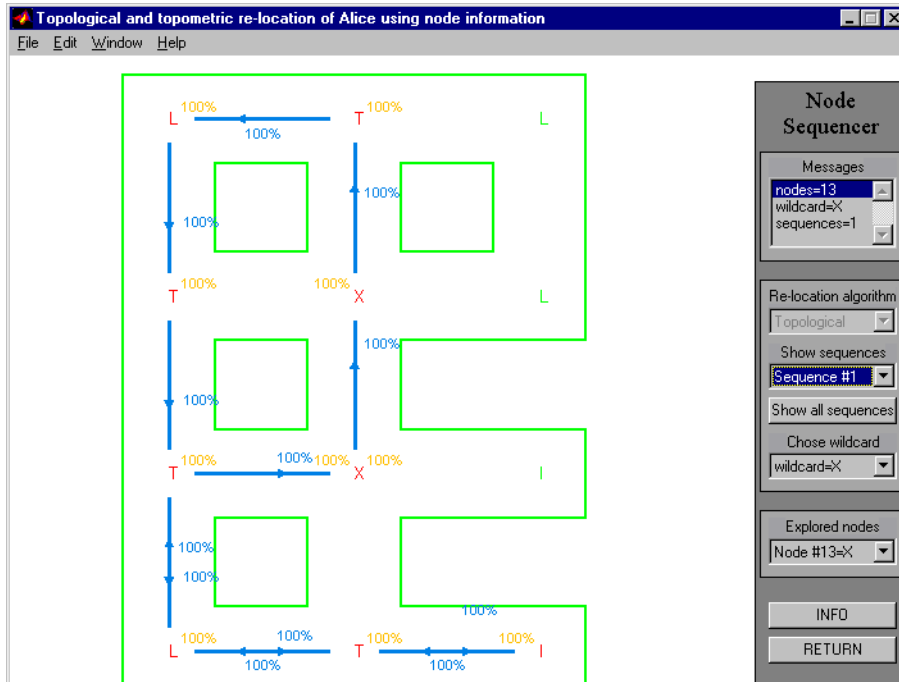 Topological and topometric re-location of Alice using node information
File Edit Window Help
L 100% T 100% L
100%
100%
T 100% 100% X L
100%
100%
T 100% 100% 100% X 100% I
100%
100%
100%
L 100% 100% T 100% 100% I
100% 100%
Node
Sequencer
Messages
nodes=13
wildcard=X
sequences=1
Re-location algorithm
Topological
Show sequences
Sequence #1
Show all sequences
Chose wildcard
wildcard=X
Explored nodes
Node #13=X
INFO
RETURN